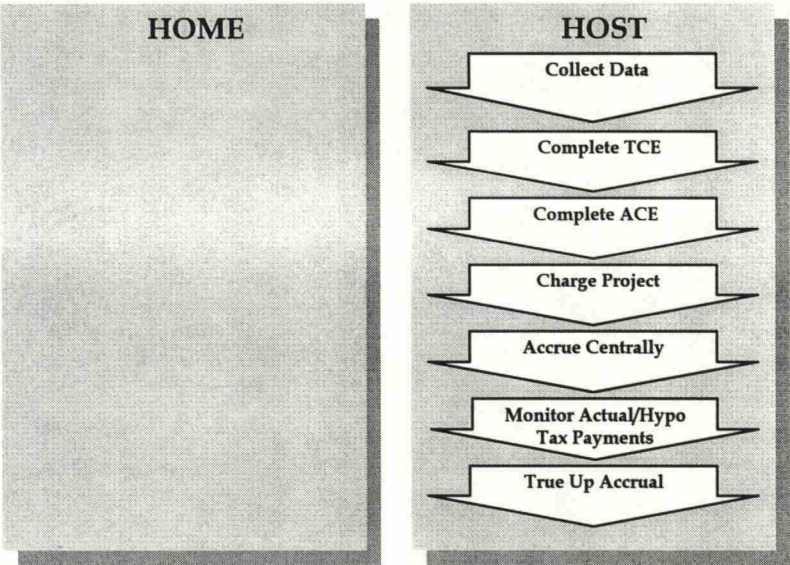 HOME
HOST
Collect Data
Complete TCE
Complete ACE
Charge Project
Accrue Centrally
Monitor Actual/Hypo
Tax Payments
True Up Accrual